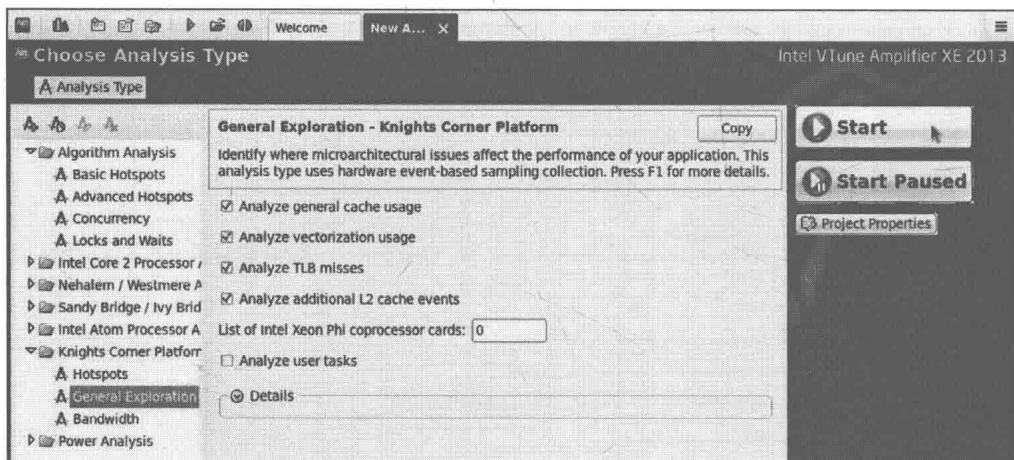 Welcome
New A...
Choose Analysis Type
Intel VTune Amplifier XE 2013
Analysis Type
Algorithm Analysis
Basic Hotspots
Advanced Hotspots
Concurrency
Locks and Waits
Intel Core 2 Processor
Nehalem / Westmere A
Sandy Bridge / Ivy Brid
Intel Atom Processor A
Knights Corner Platforr
Hotspots
General Exploration
Bandwidth
Power Analysis
General Exploration - Knights Corner Platform
Copy
Identify where microarchitectural issues affect the performance of your application. This
analysis type uses hardware event-based sampling collection. Press F1 for more details.
Analyze general cache usage
Analyze vectorization usage
Analyze TLB misses
Analyze additional L2 cache events
List of Intel Xeon Phi coprocessor cards: 0
Analyze user tasks
Details
Start
Start Paused
Project Properties